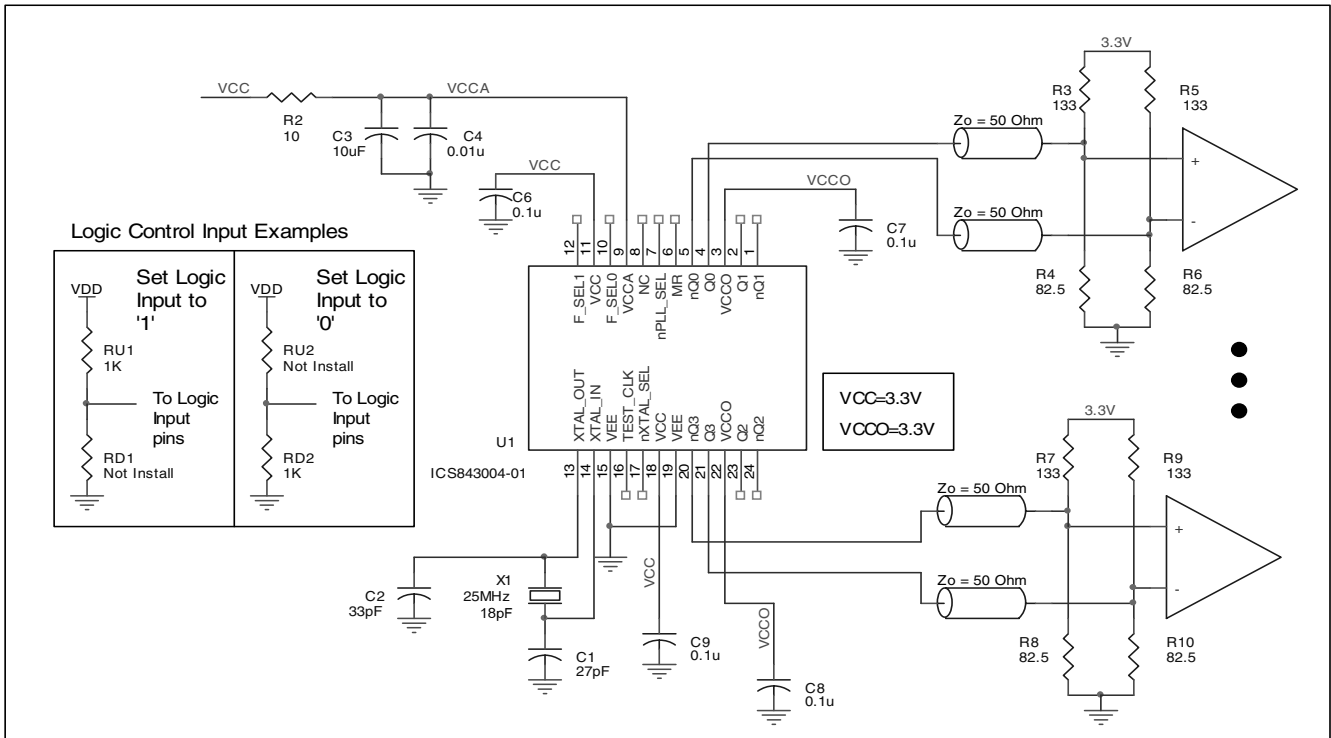 VCC
R2
10
VCCA
C3
10uF
C4
0.01u
VCC
C6
0.1u
VCCO
C7
0.1u
3.3V
R3
133
R5
133
Zo = 50 Ohm
Zo = 50 Ohm
+
-
R4
82.5
R6
82.5
Logic Control Input Examples
Set Logic
Input to
'1'
VDD
RU1
1K
To Logic
Input
pins
RD1
Not Install
Set Logic
Input to
'0'
VDD
RU2
Not Install
To Logic
Input
pins
RD2
1K
12
11
10
9
8
7
6
5
4
3
2
1
F_SEL1
VCC
F_SEL0
VCCA
NC
nPLL_SEL
MR
nQ0
Q0
VCCO
Q1
nQ1
XTAL_OUT
XTAL_IN
VEE
TEST_CLK
nXTAL_SEL
VCC
VEE
nQ3
Q3
VCCO
Q2
nQ2
U1
ICS843004-01
13
14
15
16
17
18
19
20
21
22
23
24
VCC=3.3V
VCCO=3.3V
C2
33pF
X1
25MHz
18pF
C1
27pF
VCC
C9
0.1u
VCCO
C8
0.1u
3.3V
R7
133
R9
133
Zo = 50 Ohm
Zo = 50 Ohm
+
-
R8
82.5
R10
82.5